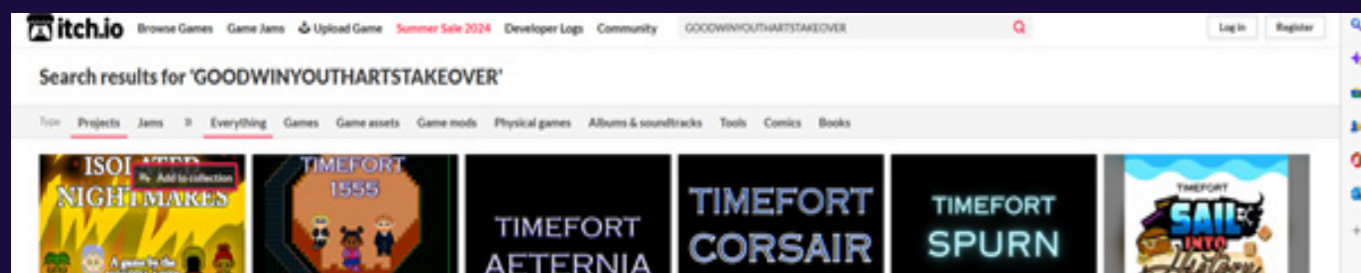 itch.io Browse Games Game Jams Upload Game Summer Sale 2024 Developer Logs Community GOODWINYOUTHARTSTAKEOVER Log in Register
Search results for 'GOODWINYOUTHARTSTAKEOVER'
Type Projects Jams » Everything Games Game assets Game mods Physical games Albums & soundtracks Tools Comics Books
ISOLATED
Add to collection
NIGHTMARES
A game by the
TIMEFORT
1555
TIMEFORT
AETERNIA
TIMEFORT
CORSAIR
TIMEFORT
SPURN
TIMEFORT
SAIL
INTO
History